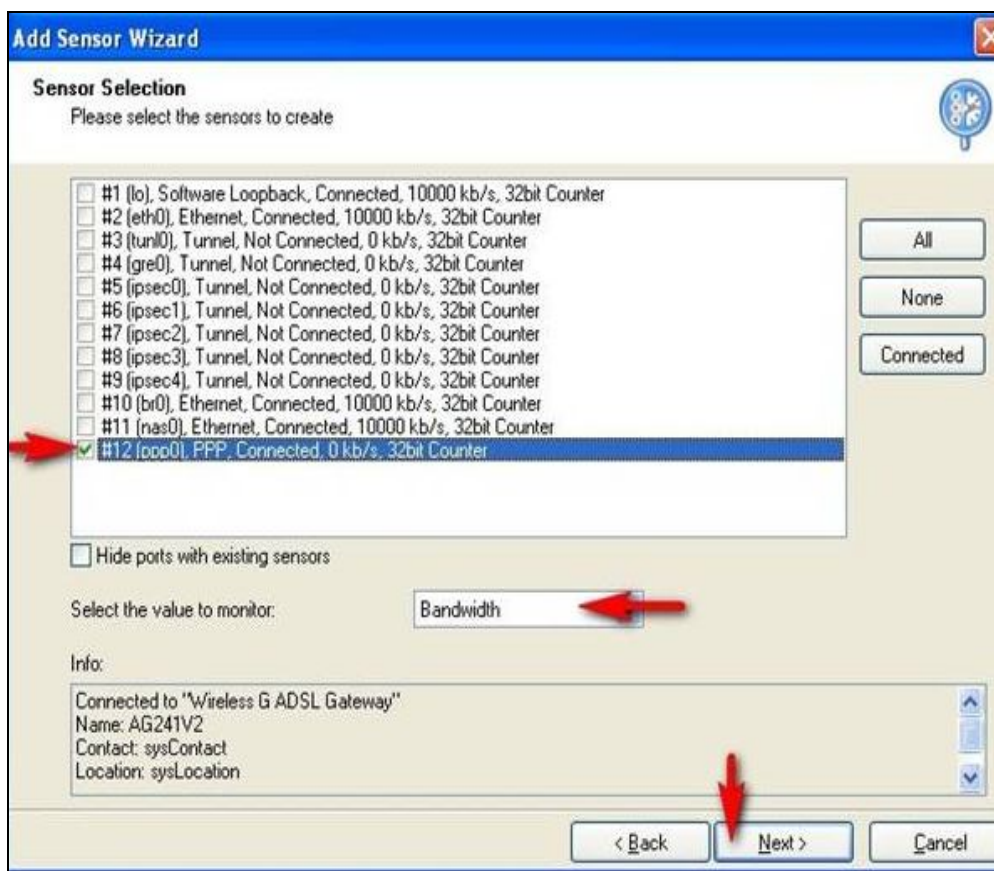 Add Sensor Wizard
Sensor Selection
Please select the sensors to create
#1 (lo), Software Loopback, Connected, 10000 kb/s, 32bit Counter
#2 (eth0), Ethernet, Connected, 10000 kb/s, 32bit Counter
#3 (tunl0), Tunnel, Not Connected, 0 kb/s, 32bit Counter
#4 (gre0), Tunnel, Not Connected, 0 kb/s, 32bit Counter
#5 (ipsec0), Tunnel, Not Connected, 0 kb/s, 32bit Counter
#6 (ipsec1), Tunnel, Not Connected, 0 kb/s, 32bit Counter
#7 (ipsec2), Tunnel, Not Connected, 0 kb/s, 32bit Counter
#8 (ipsec3), Tunnel, Not Connected, 0 kb/s, 32bit Counter
#9 (ipsec4), Tunnel, Not Connected, 0 kb/s, 32bit Counter
#10 (br0), Ethernet, Connected, 10000 kb/s, 32bit Counter
#11 (nas0), Ethernet, Connected, 10000 kb/s, 32bit Counter
#12 (ppp0), PPP, Connected, 0 kb/s, 32bit Counter
All
None
Connected
Hide ports with existing sensors
Select the value to monitor: Bandwidth
Info:
Connected to "Wireless G ADSL Gateway"
Name: AG241V2
Contact: sysContact
Location: sysLocation
< Back Next > Cancel